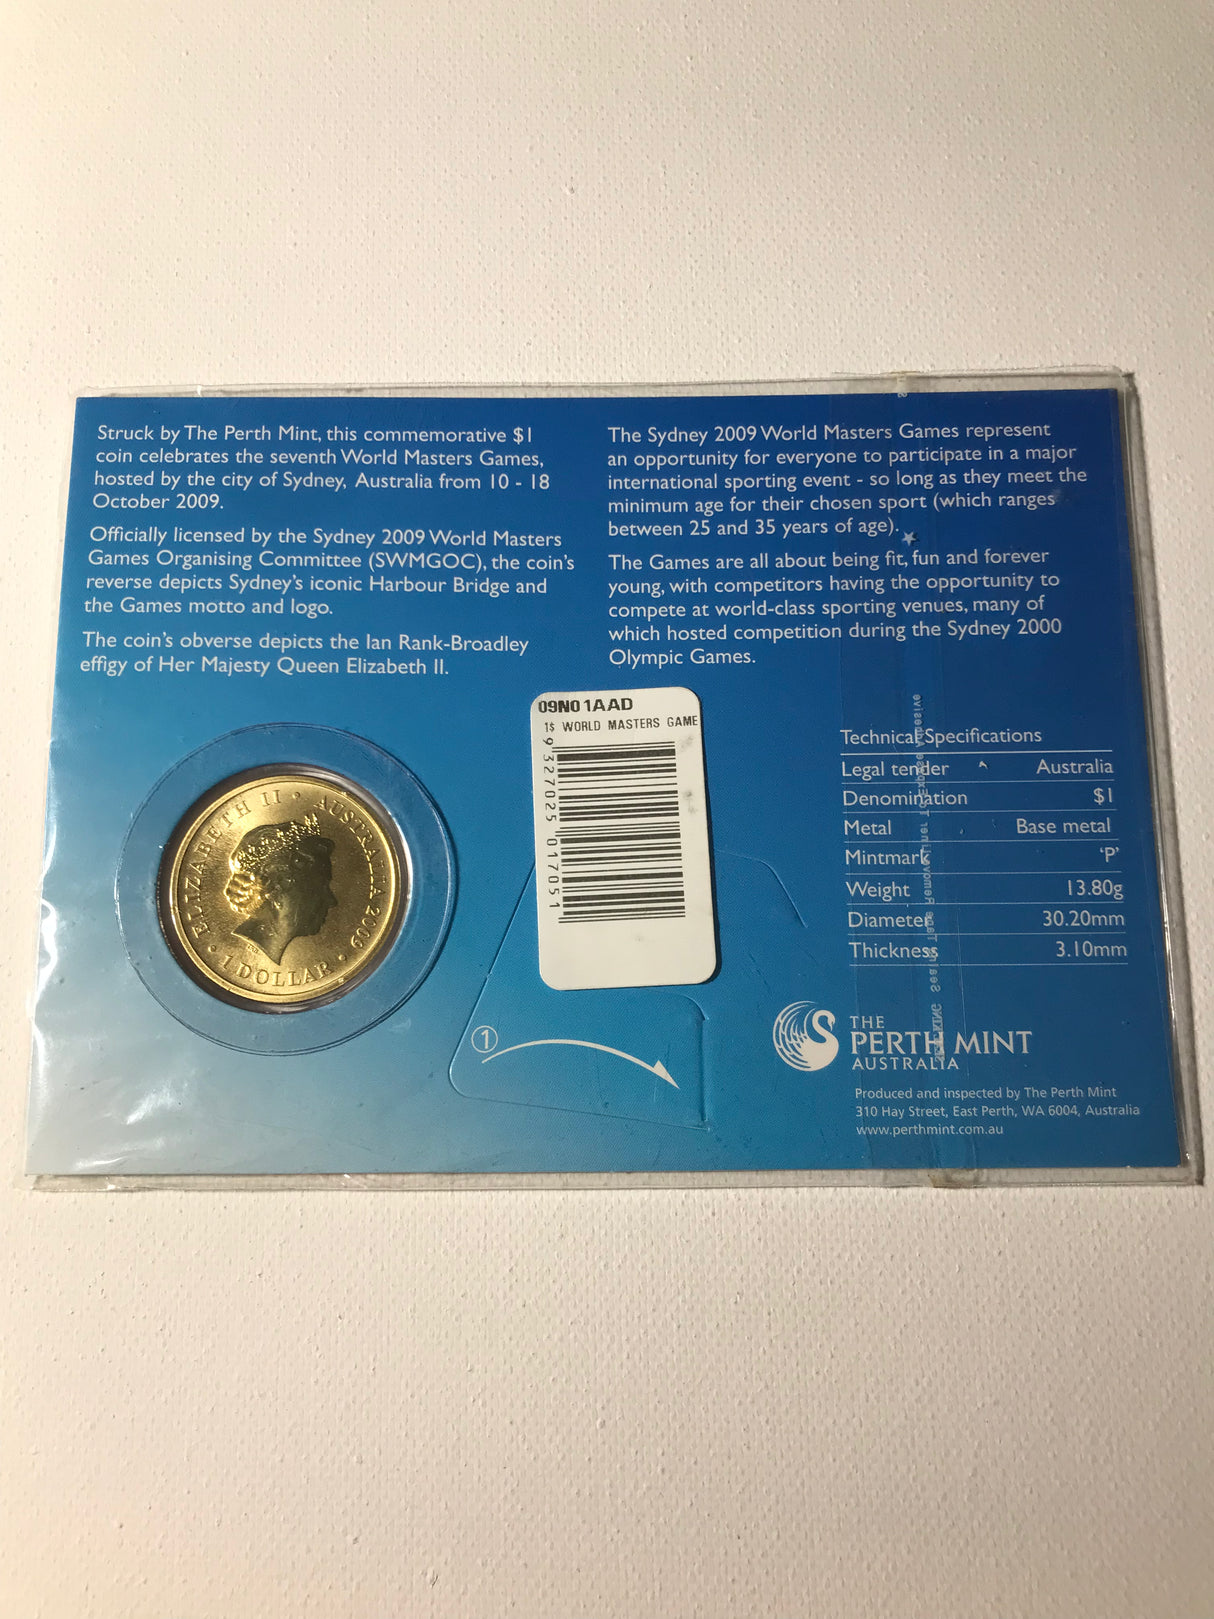 Struck by The Perth Mint, this commemorative $1
coin celebrates the seventh World Masters Games,
hosted by the city of Sydney, Australia from 10 - 18
October 2009.
Officially licensed by the Sydney 2009 World Masters
Games Organising Committee (SWMGOC), the coin's
reverse depicts Sydney's iconic Harbour Bridge and
the Games motto and logo.
The coin's obverse depicts the Ian Rank-Broadley
effigy of Her Majesty Queen Elizabeth II.
The Sydney 2009 World Masters Games represent
an opportunity for everyone to participate in a major
international sporting event - so long as they meet the
minimum age for their chosen sport (which ranges
between 25 and 35 years of age).
The Games are all about being fit, fun and forever
young, with competitors having the opportunity to
compete at world-class sporting venues, many of
which hosted competition during the Sydney 2000
Olympic Games.
ELIZABETH II • AUSTRALIA 2009
1 DOLLAR
09N01AAD
1$ WORLD MASTERS GAME
9 327025 017051
1
Technical Specifications
Legal tender Australia
Denomination $1
Metal Base metal
Mintmark 'P'
Weight 13.80g
Diameter 30.20mm
Thickness 3.10mm
THE
PERTH MINT
AUSTRALIA
Produced and inspected by The Perth Mint
310 Hay Street, East Perth, WA 6004, Australia
www.perthmint.com.au